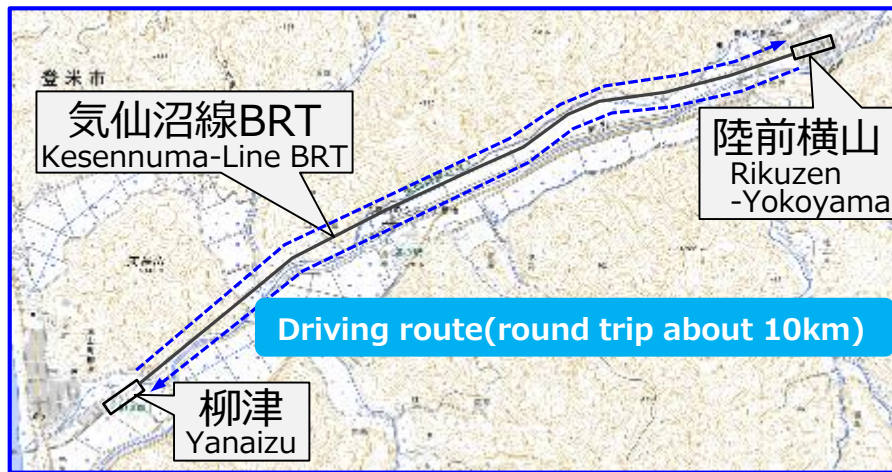 登米市
気仙沼線BRT
Kesennuma-Line BRT
陸前横山
Rikuzen
-Yokoyama
Driving route(round trip about 10km)
柳津
Yanaizu